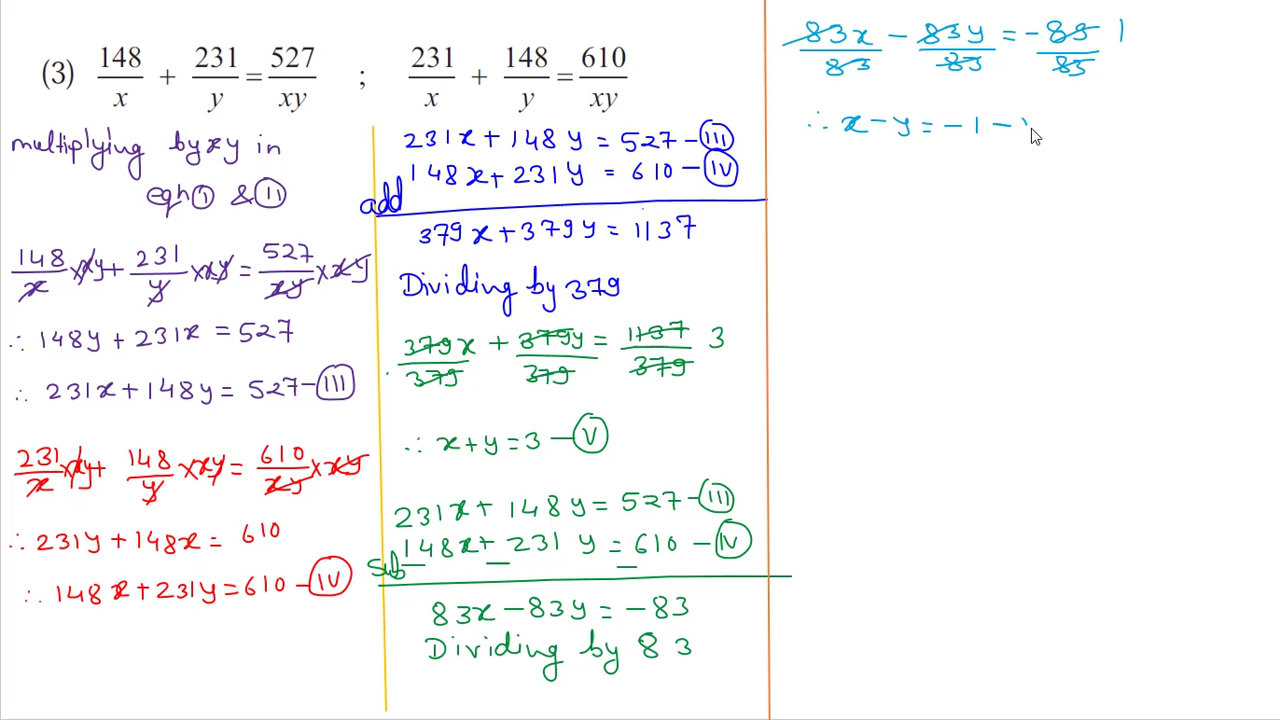 (3) 148/x + 231/y = 527/xy ; 231/x + 148/y = 610/xy
multiplying by xy in
eqn (I) & (II)
148/x × xy + 231/y × xy = 527/xy × xy
∴ 148y + 231x = 527
∴ 231x + 148y = 527 – (III)
231/x × xy + 148/y × xy = 610/xy × xy
∴ 231y + 148x = 610
∴ 148x + 231y = 610 – (IV)
231x + 148y = 527 – (III)
148x + 231y = 610 – (IV)
add
379x + 379y = 1137
Dividing by 379
379x/379 + 379y/379 = 1137/379 3
∴ x + y = 3 – (V)
231x + 148y = 527 – (III)
148x + 231y = 610 – (IV)
Sub – – –
83x – 83y = –83
Dividing by 83
83x/83 – 83y/83 = –83/83 1
∴ x – y = –1 –